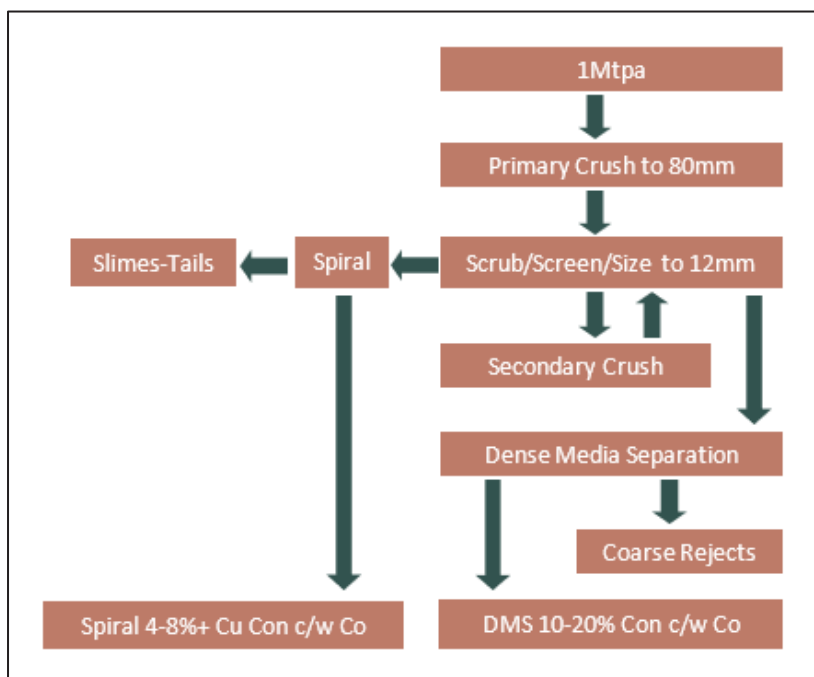 1Mtpa
Primary Crush to 80mm
Slimes-Tails
Spiral
Scrub/Screen/Size to 12mm
Secondary Crush
Dense Media Separation
Coarse Rejects
Spiral 4-8%+ Cu Con c/w Co
DMS 10-20% Con c/w Co